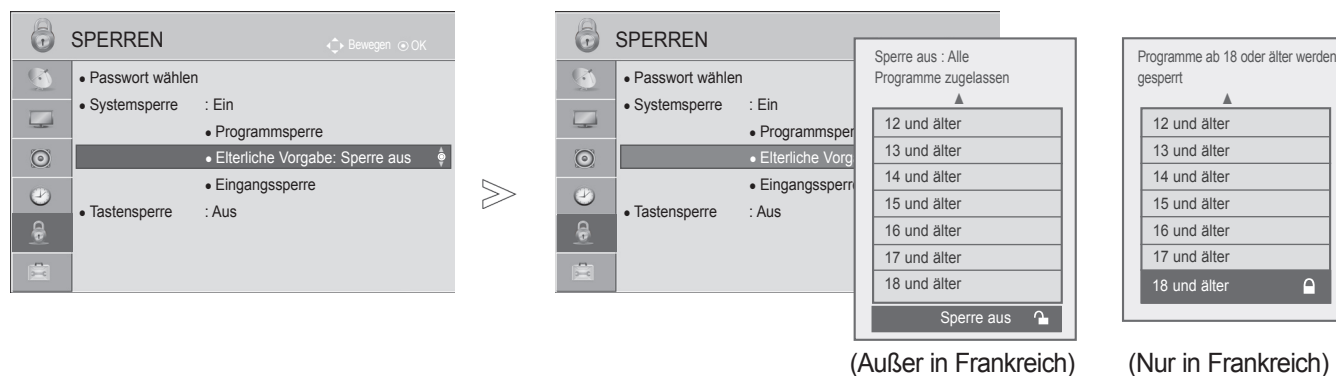 SPERREN
Bewegen OK
• Passwort wählen
• Systemsperre : Ein
• Programmsperre
• Elterliche Vorgabe: Sperre aus
• Eingangssperre
• Tastensperre : Aus
SPERREN
• Passwort wählen
• Systemsperre : Ein
• Programmsper
• Elterliche Vorg
• Eingangssperr
• Tastensperre : Aus
Sperre aus : Alle
Programme zugelassen
12 und älter
13 und älter
14 und älter
15 und älter
16 und älter
17 und älter
18 und älter
Sperre aus
(Außer in Frankreich)
Programme ab 18 oder älter werden
gesperrt
12 und älter
13 und älter
14 und älter
15 und älter
16 und älter
17 und älter
18 und älter
(Nur in Frankreich)